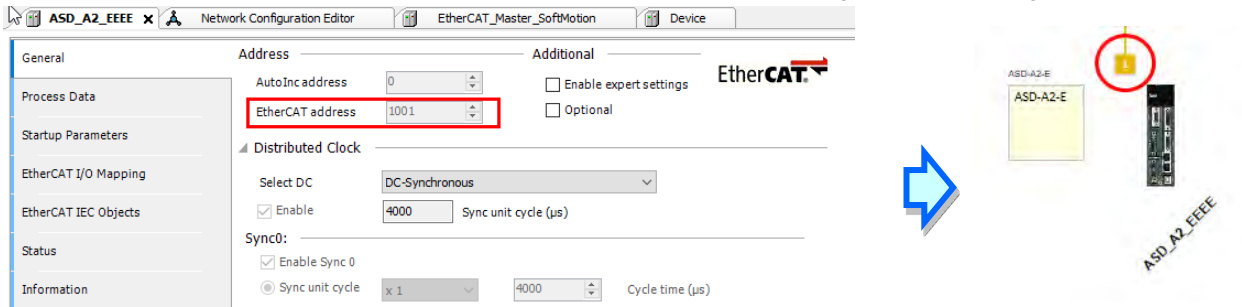 ASD_A2_EEEE x Network Configuration Editor EtherCAT_Master_SoftMotion Device
General
Process Data
Startup Parameters
EtherCAT I/O Mapping
EtherCAT IEC Objects
Status
Information
Address
AutoInc address 0
EtherCAT address 1001
Additional
Enable expert settings
Optional
EtherCAT.
Distributed Clock
Select DC DC-Synchronous
Enable 4000 Sync unit cycle (µs)
Sync0:
Enable Sync 0
Sync unit cycle x 1 4000 Cycle time (µs)
ASD-A2-E
ASD-A2-E
ASD_A2_EEEE